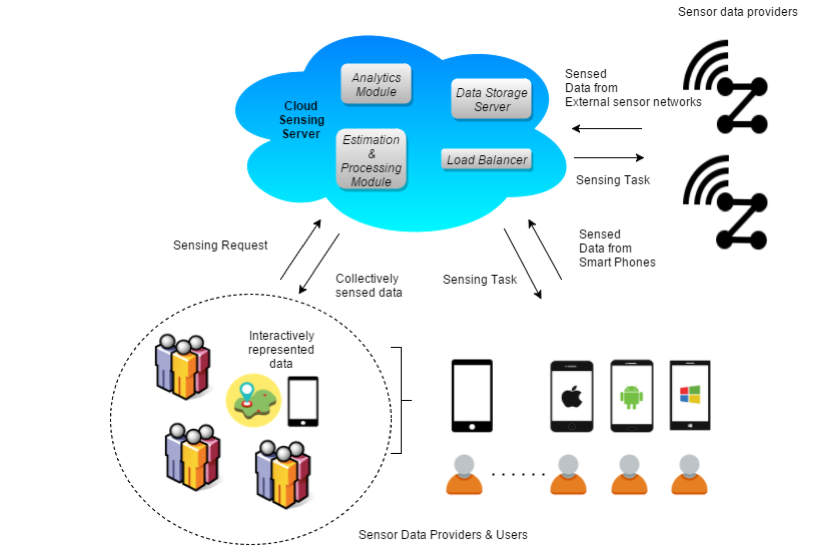 Sensor data providers
Analytics
Module
Data Storage
Server
Cloud
Sensing
Server
Estimation
&
Processing
Module
Load Balancer
Sensed
Data from
External sensor networks
Sensing Task
Sensing Request
Collectively
sensed data
Sensing Task
Sensed
Data from
Smart Phones
Interactively
represented
data
Sensor Data Providers & Users